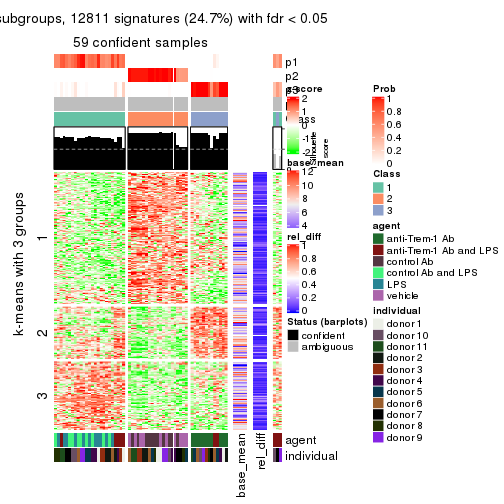 subgroups, 12811 signatures (24.7%) with fdr < 0.05
59 confident samples
p1
p2
z-score
2
1
0
-1
-2
Silhouette
score
base_mean
12
10
8
6
4
rel_diff
1
0.8
0.6
0.4
0.2
0
Status (barplots)
confident
ambiguous
Prob
1
0.8
0.6
0.4
0.2
0
Class
1
2
3
agent
anti-Trem-1 Ab
anti-Trem-1 Ab and LPS
control Ab
control Ab and LPS
LPS
vehicle
individual
donor 1
donor 10
donor 11
donor 2
donor 3
donor 4
donor 5
donor 6
donor 7
donor 8
donor 9
k-means with 3 groups
1
2
3
agent
individual
base_mean
rel_diff